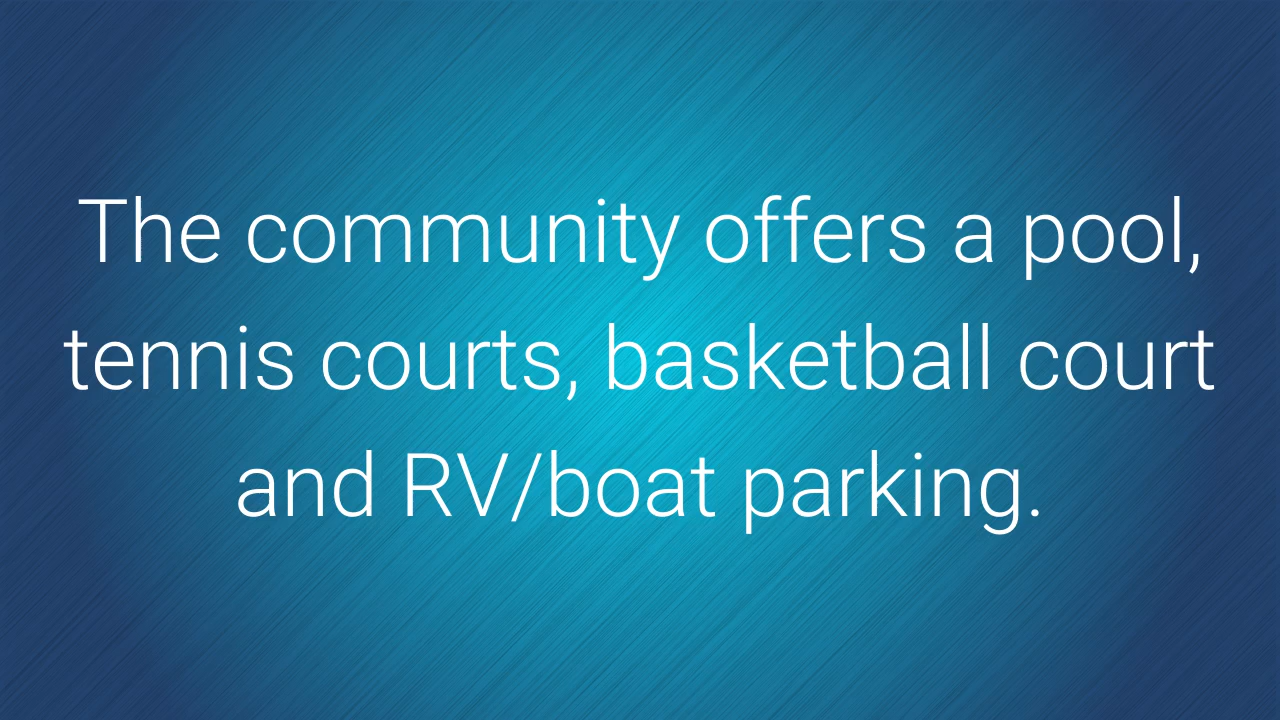 The community offers a pool,
tennis courts, basketball court
and RV/boat parking.